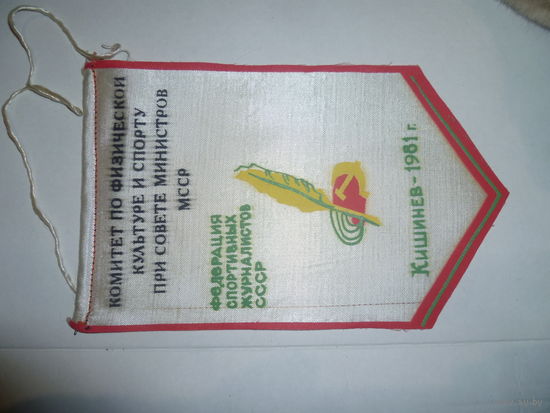 КОМИТЕТ ПО ФИЗИЧЕСКОЙ
КУЛЬТУРЕ И СПОРТУ
ПРИ СОВЕТЕ МИНИСТРОВ
МССР
ФЕДЕРАЦИЯ
СПОРТИВНЫХ
ЖУРНАЛИСТОВ
СССР
КИШИНЕВ - 1981 г.